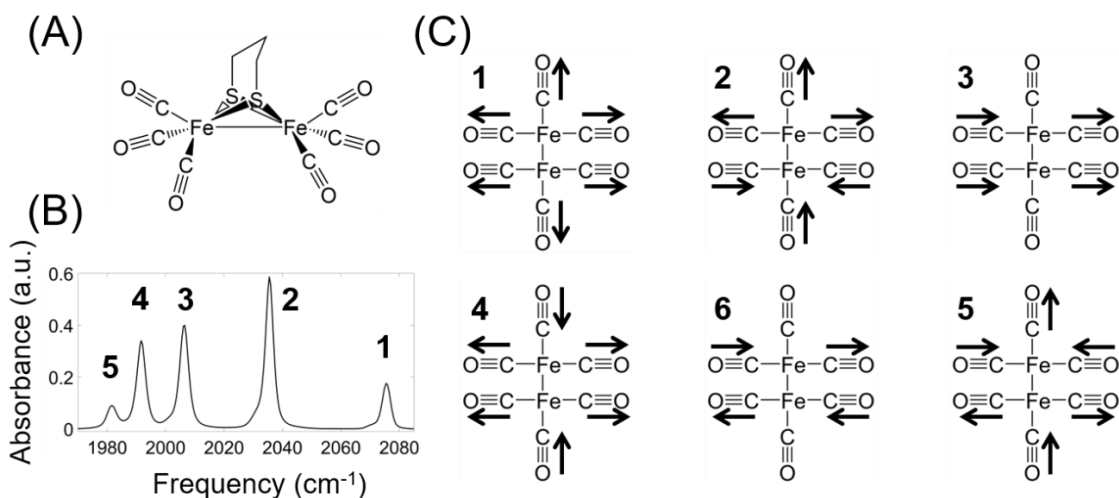 (A)
S S
O C C O
O C Fe Fe C O
C C
O O
(B)
Absorbance (a.u.)
0.6
0.4
0.2
0
5
4
3
2
1
1980 2000 2020 2040 2060 2080
Frequency (cm-1)
(C)
1
O
C
O≡C–Fe–C≡O
O≡C–Fe–C≡O
C
O
2
O
C
O≡C–Fe–C≡O
O≡C–Fe–C≡O
C
O
3
O
C
O≡C–Fe–C≡O
O≡C–Fe–C≡O
C
O
4
O
C
O≡C–Fe–C≡O
O≡C–Fe–C≡O
C
O
6
O
C
O≡C–Fe–C≡O
O≡C–Fe–C≡O
C
O
5
O
C
O≡C–Fe–C≡O
O≡C–Fe–C≡O
C
O